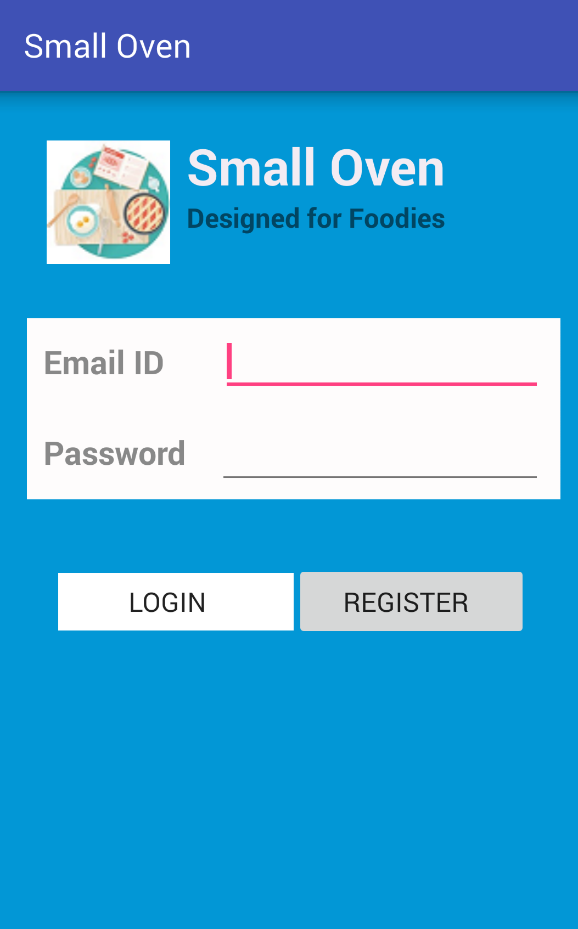 Small Oven
Small Oven
Designed for Foodies
Email ID
Password
LOGIN
REGISTER